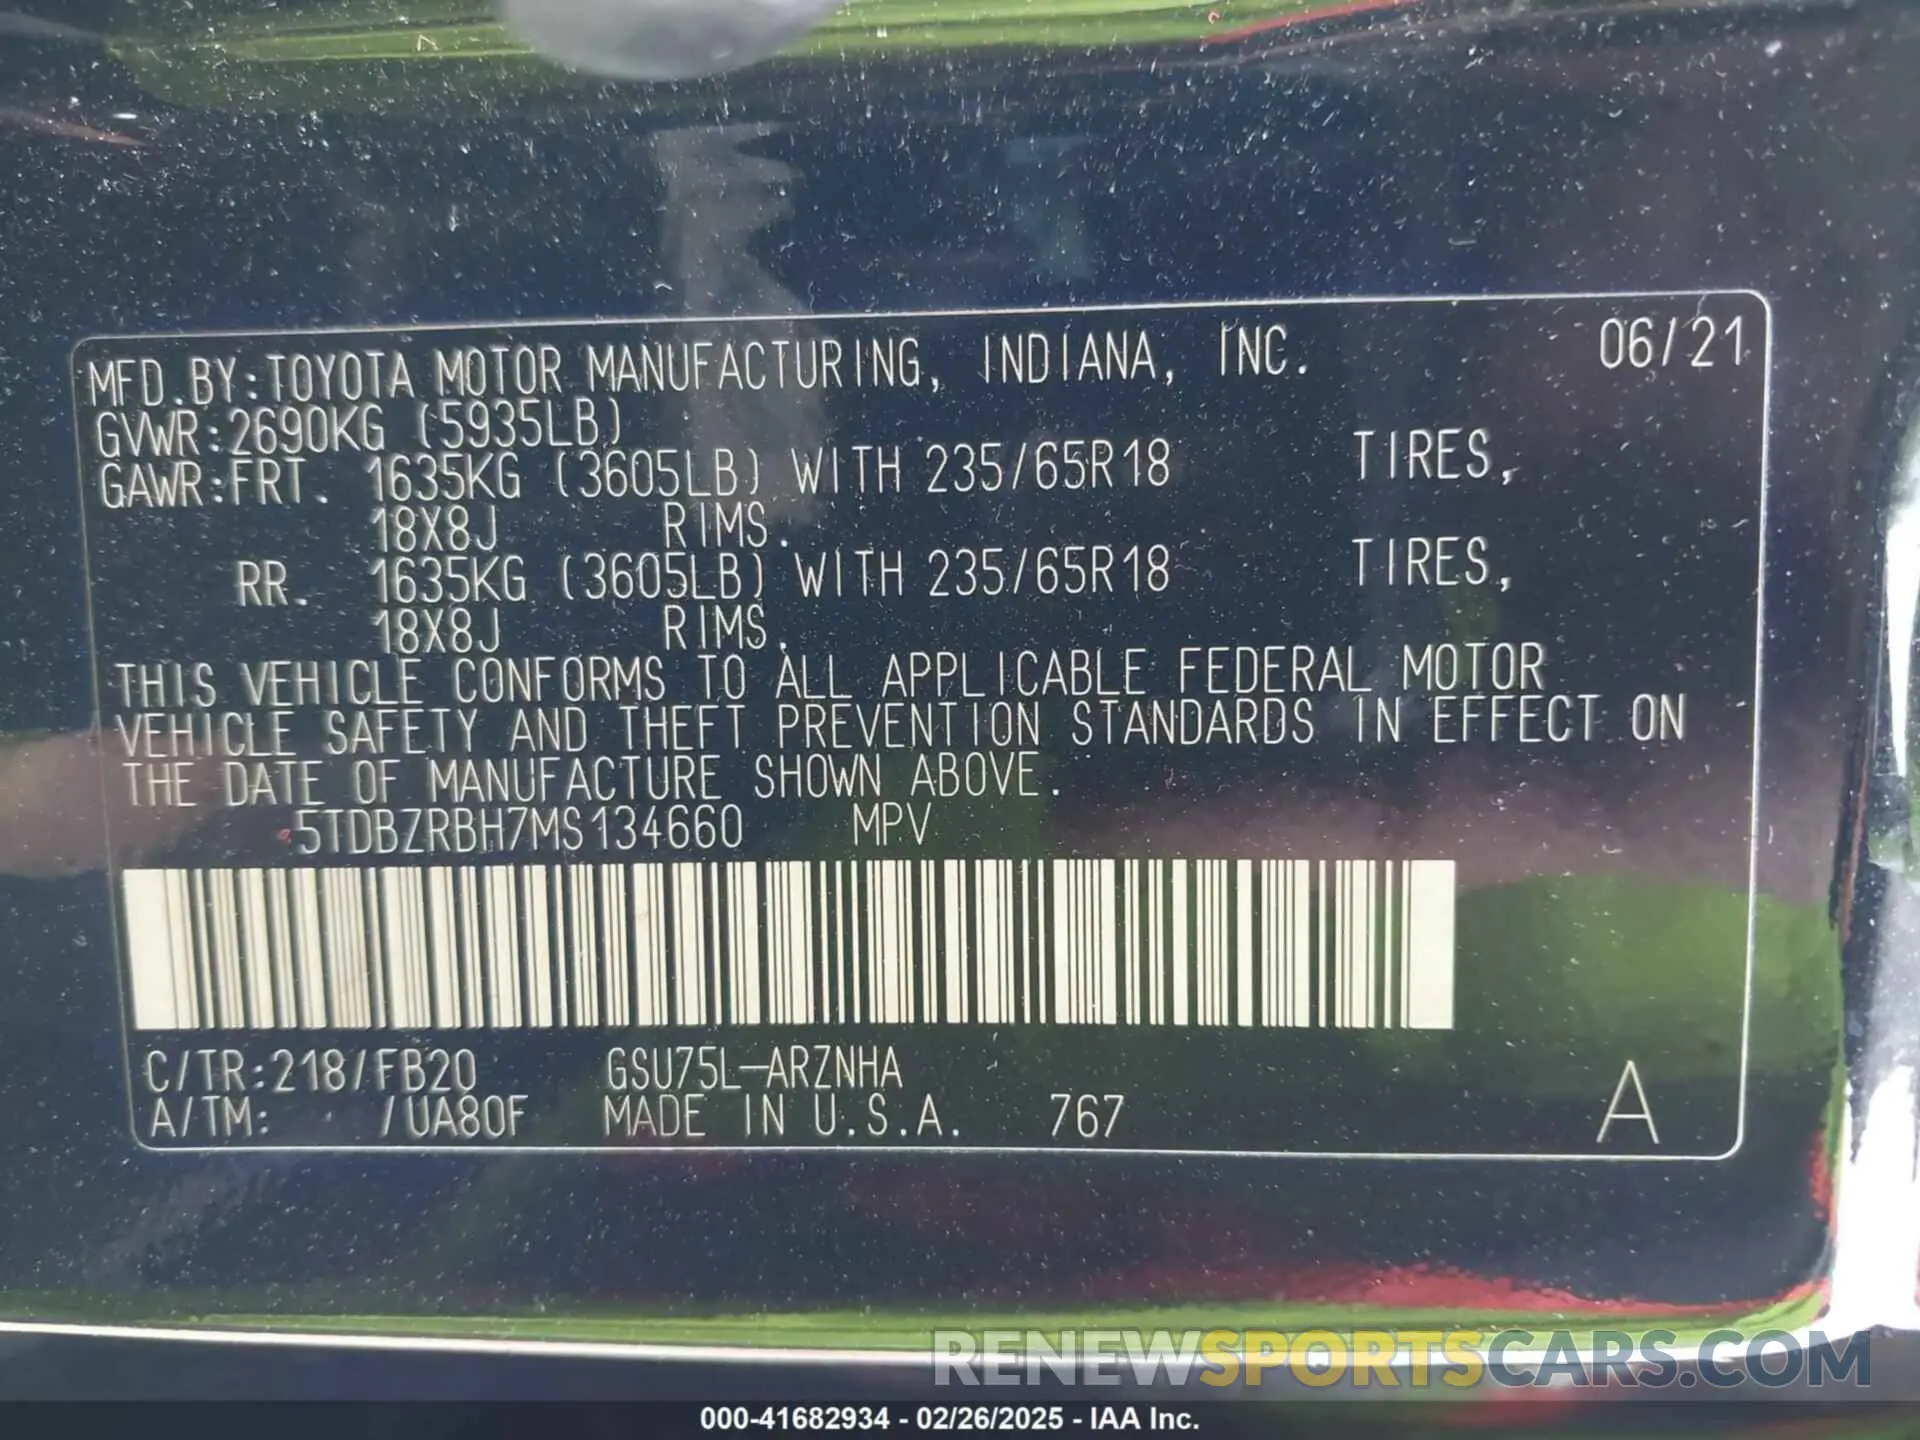 MFD.BY:TOYOTA MOTOR MANUFACTURING, INDIANA, INC. 06/21
GVWR:2690KG (5935LB)
GAWR:FRT. 1635KG (3605LB) WITH 235/65R18 TIRES,
18X8J RIMS.
RR. 1635KG (3605LB) WITH 235/65R18 TIRES,
18X8J RIMS.
THIS VEHICLE CONFORMS TO ALL APPLICABLE FEDERAL MOTOR
VEHICLE SAFETY AND THEFT PREVENTION STANDARDS IN EFFECT ON
THE DATE OF MANUFACTURE SHOWN ABOVE.
5TDBZRBH7MS134660 MPV
C/TR:218/FB20 GSU75L-ARZNHA
A/TM: /UA80F MADE IN U.S.A. 767 A
RENEWSPORTSCARS.COM
000-41682934 - 02/26/2025 - IAA Inc.